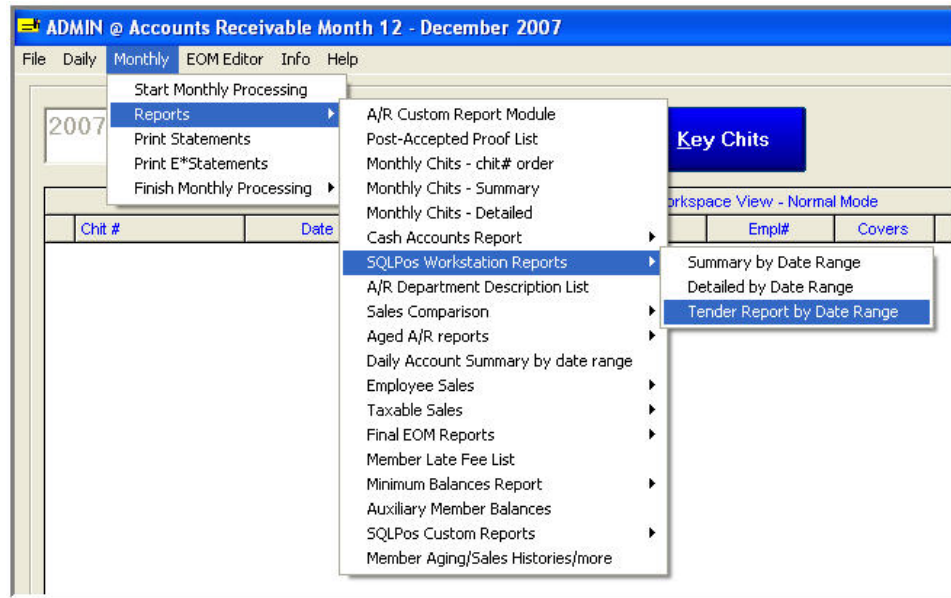 ADMIN @ Accounts Receivable Month 12 - December 2007
File Daily Monthly EOM Editor Info Help
Start Monthly Processing
Reports
Print Statements
Print E*Statements
Finish Monthly Processing
2007
A/R Custom Report Module
Post-Accepted Proof List
Monthly Chits - chit# order
Monthly Chits - Summary
Monthly Chits - Detailed
Cash Accounts Report
SQLPos Workstation Reports
A/R Department Description List
Sales Comparison
Aged A/R reports
Daily Account Summary by date range
Employee Sales
Taxable Sales
Final EOM Reports
Member Late Fee List
Minimum Balances Report
Auxiliary Member Balances
SQLPos Custom Reports
Member Aging/Sales Histories/more
Key Chits
View - Normal Mode
Chit # Date Empl# Covers
Summary by Date Range
Detailed by Date Range
Tender Report by Date Range